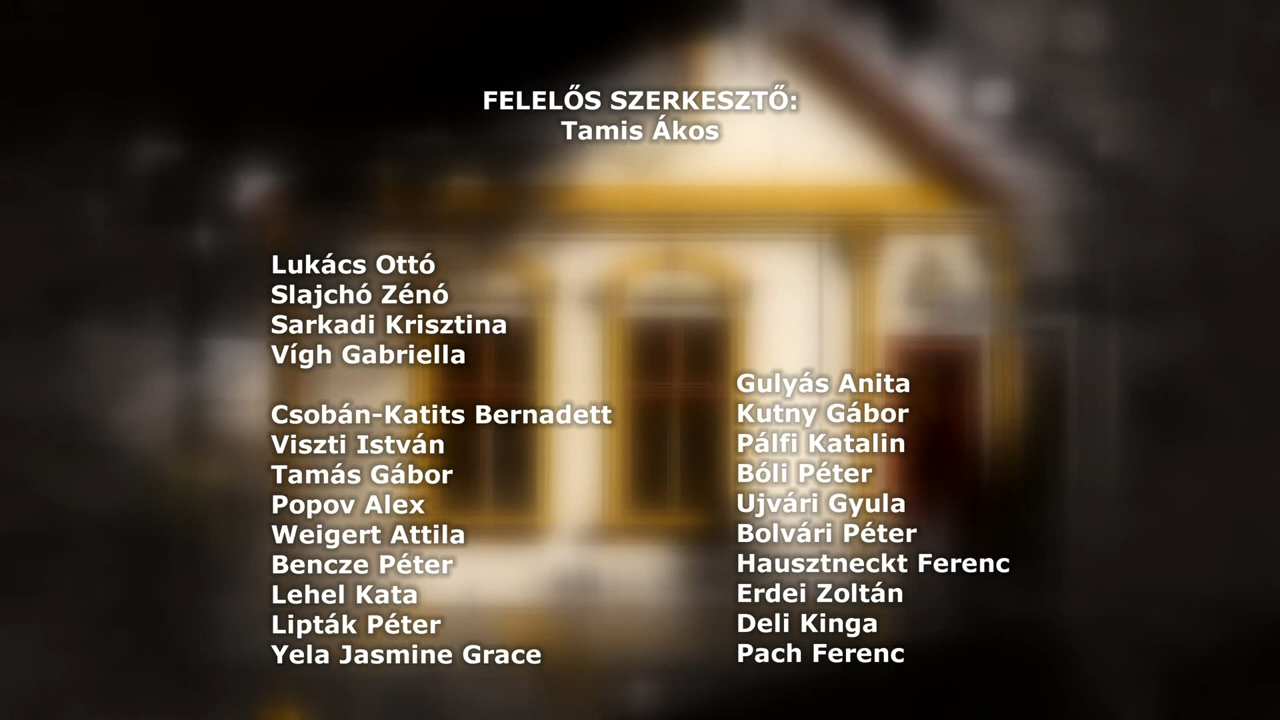 FELELŐS SZERKESZTŐ:
Tamis Ákos
Lukács Ottó
Slajchó Zénó
Sarkadi Krisztina
Vígh Gabriella
Csobán-Katits Bernadett
Viszti István
Tamás Gábor
Popov Alex
Weigert Attila
Bencze Péter
Lehel Kata
Lipták Péter
Yela Jasmine Grace
Gulyás Anita
Kutny Gábor
Pálfi Katalin
Bóli Péter
Ujvári Gyula
Bolvári Péter
Hausztneckt Ferenc
Erdei Zoltán
Deli Kinga
Pach Ferenc